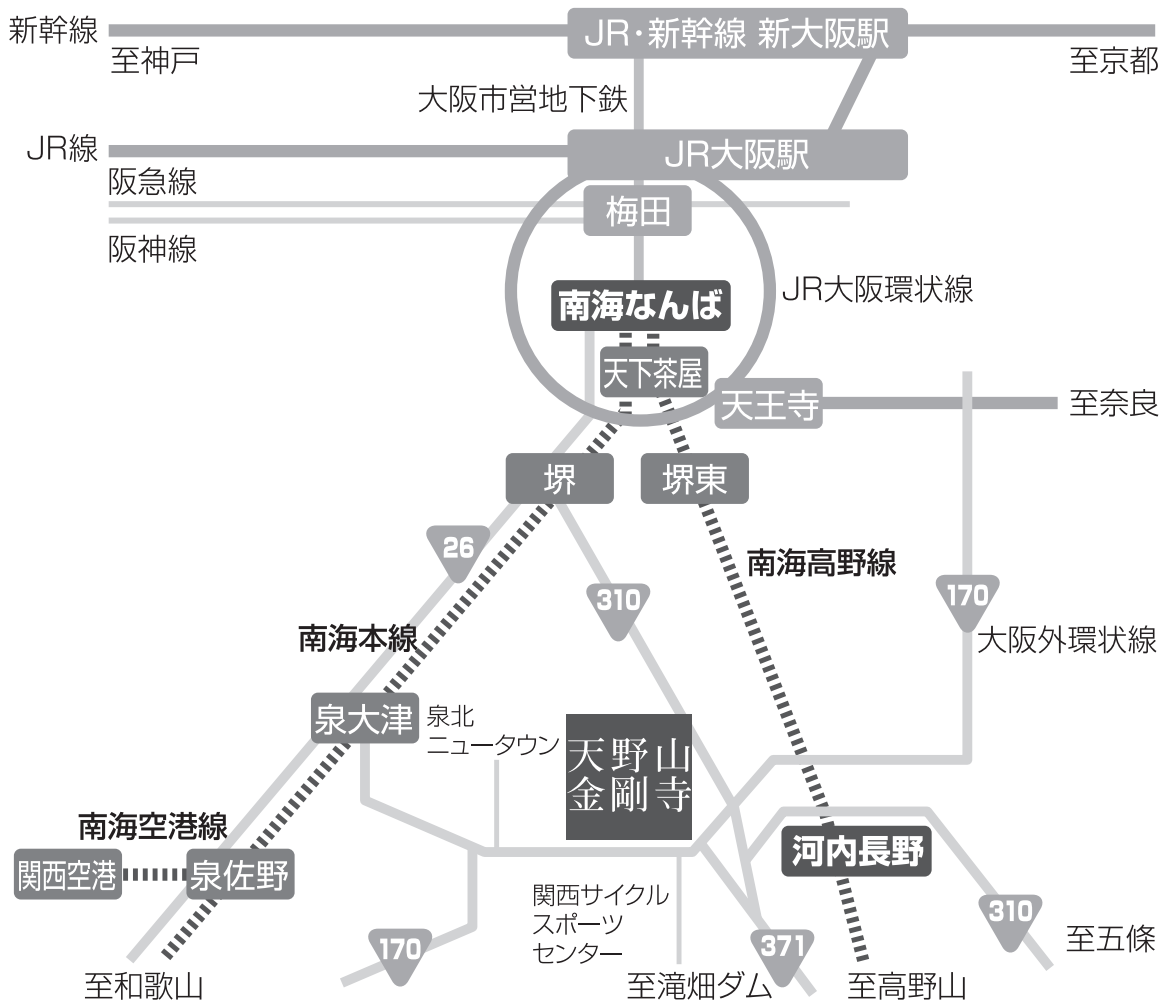 新幹線
JR・新幹線 新大阪駅
至神戸
至京都
大阪市営地下鉄
JR線
JR大阪駅
阪急線
梅田
阪神線
JR大阪環状線
南海なんば
天下茶屋
天王寺
至奈良
堺
堺東
26
南海高野線
310
170
大阪外環状線
南海本線
泉大津
泉北
ニュータウン
天野山
金剛寺
南海空港線
関西空港
泉佐野
河内長野
関西サイクル
スポーツ
センター
310
170
371
至五條
至和歌山
至滝畑ダム
至高野山